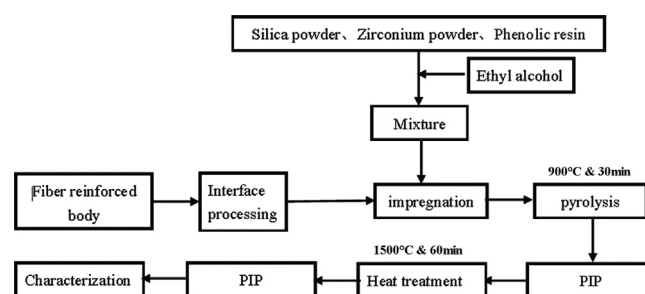 Silica powder、Zirconium powder、Phenolic resin
Ethyl alcohol
Mixture
900°C & 30min
Fiber reinforced
body
Interface
processing
impregnation
pyrolysis
1500°C & 60min
Characterization
PIP
Heat treatment
PIP